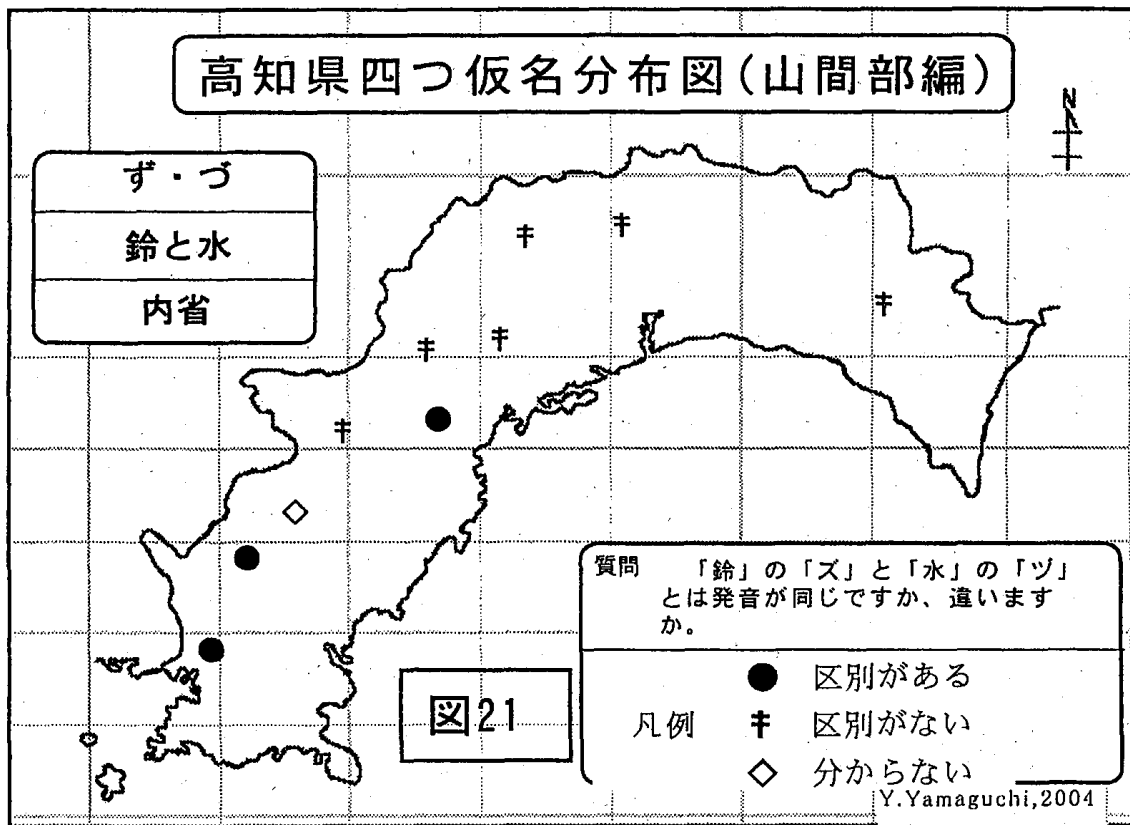 高知県四つ仮名分布図(山間部編)
N
ず・づ
鈴と水
内省
質問 「鈴」の「ズ」と「水」の「ヅ」
とは発音が同じですか、違います
か。
図21
凡例
区別がある
区別がない
分からない
Y.Yamaguchi,2004